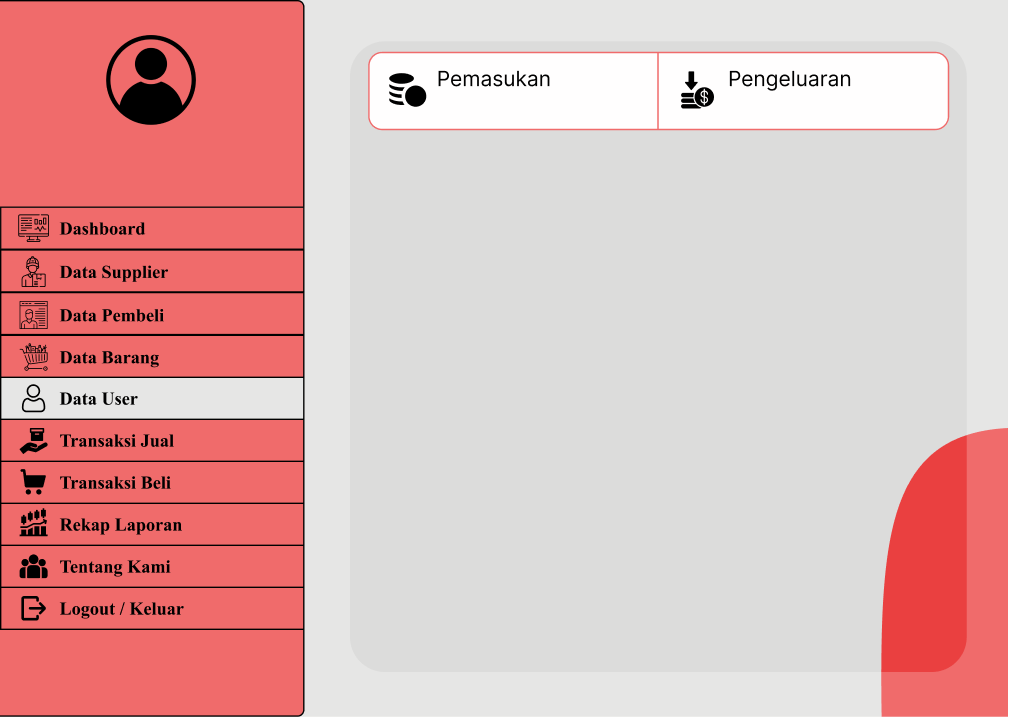 Pemasukan
Pengeluaran
Dashboard
Data Supplier
Data Pembeli
Data Barang
Data User
Transaksi Jual
Transaksi Beli
Rekap Laporan
Tentang Kami
Logout / Keluar